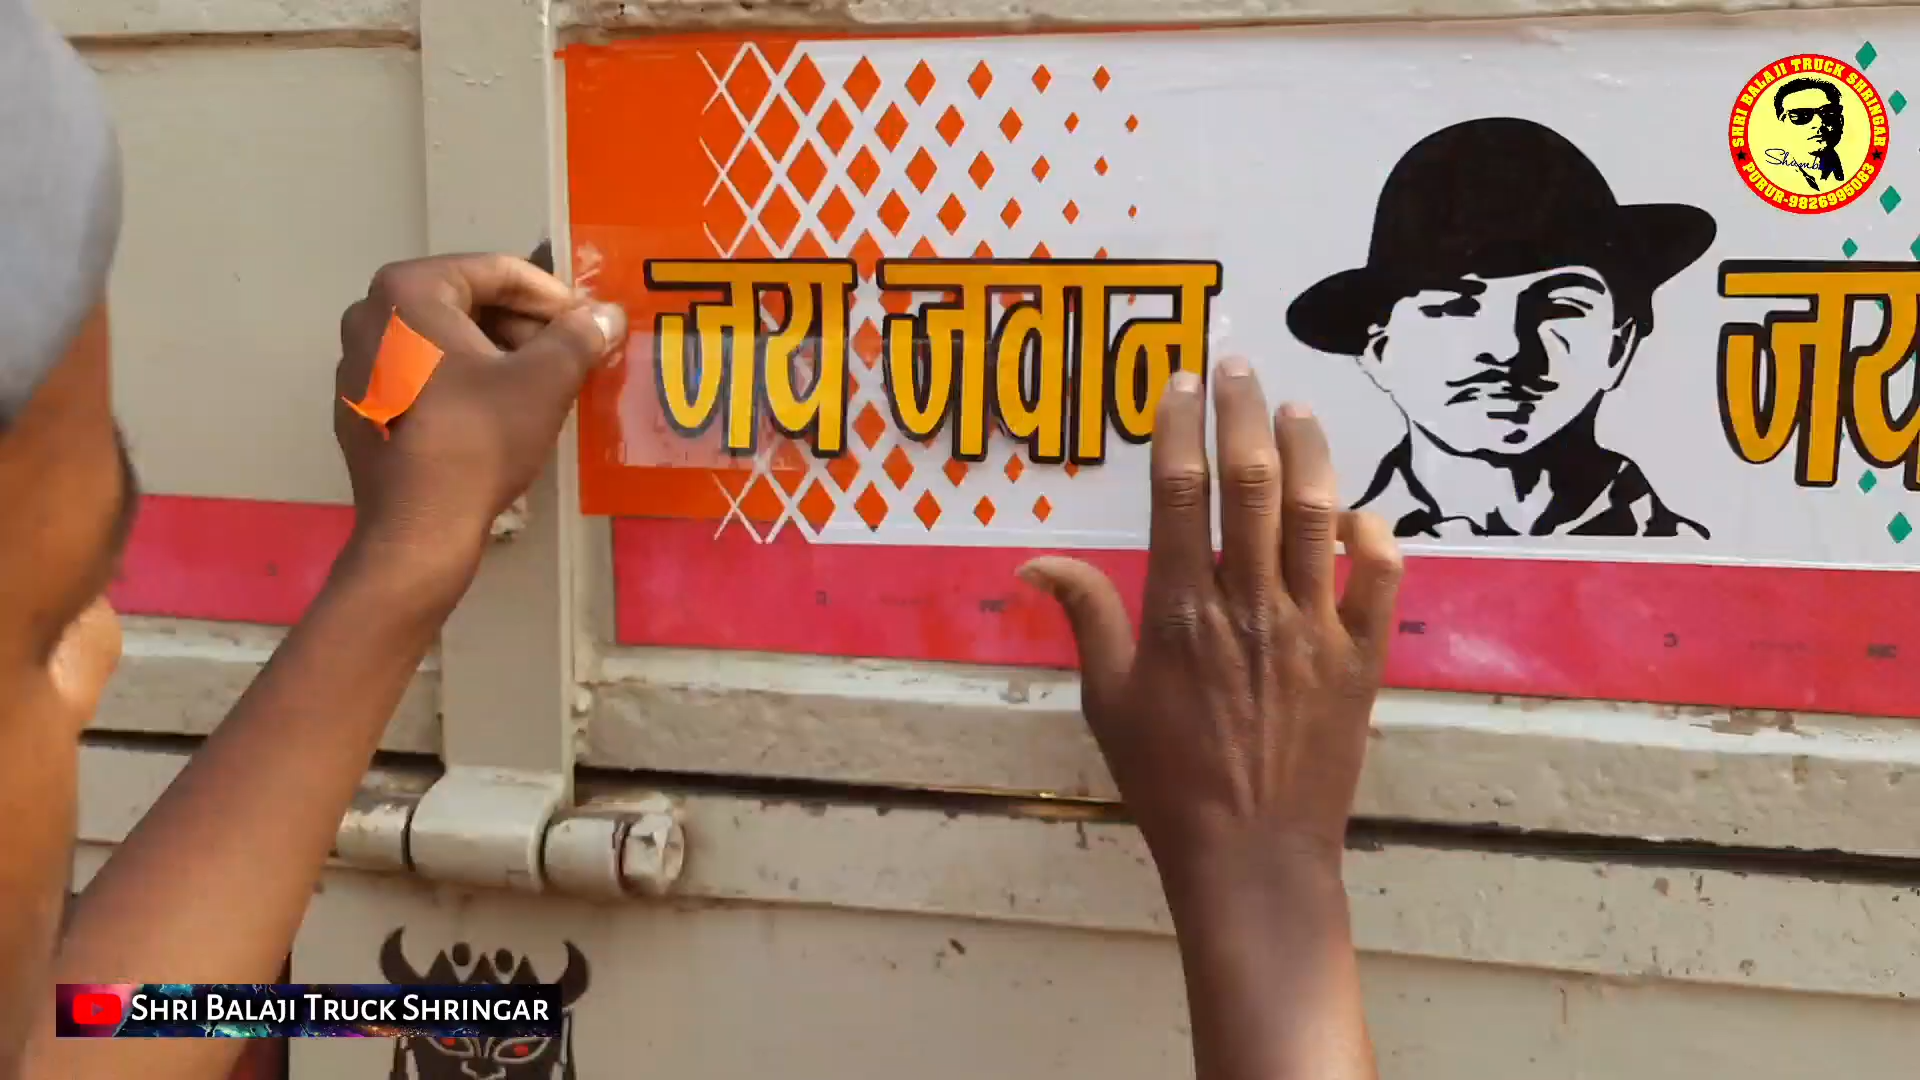 SHRI BALAJI TRUCK SHRINGAR
PURUR-9826995083
जय जवान
जय
SHRI BALAJI TRUCK SHRINGAR